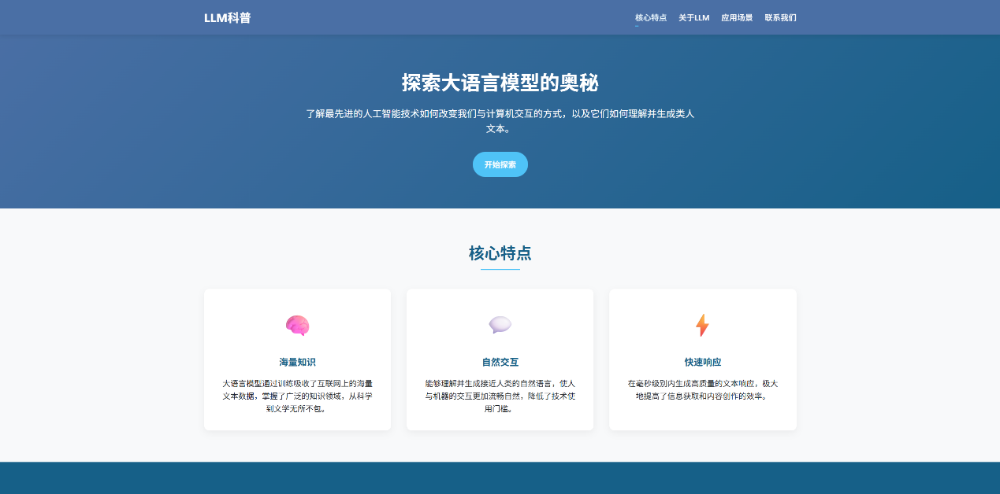 LLM科普
核心特点 关于LLM 应用场景 联系我们
探索大语言模型的奥秘
了解最先进的人工智能技术如何改变我们与计算机交互的方式，以及它们如何理解并生成类人
文本。
开始探索
核心特点
海量知识
大语言模型通过训练吸收了互联网上的海量
文本数据，掌握了广泛的知识领域，从科学
到文学无所不包。
自然交互
能够理解并生成接近人类的自然语言，使人
与机器的交互更加流畅自然，降低了技术使
用门槛。
快速响应
在毫秒级别内生成高质量的文本响应，极大
地提高了信息获取和内容创作的效率。